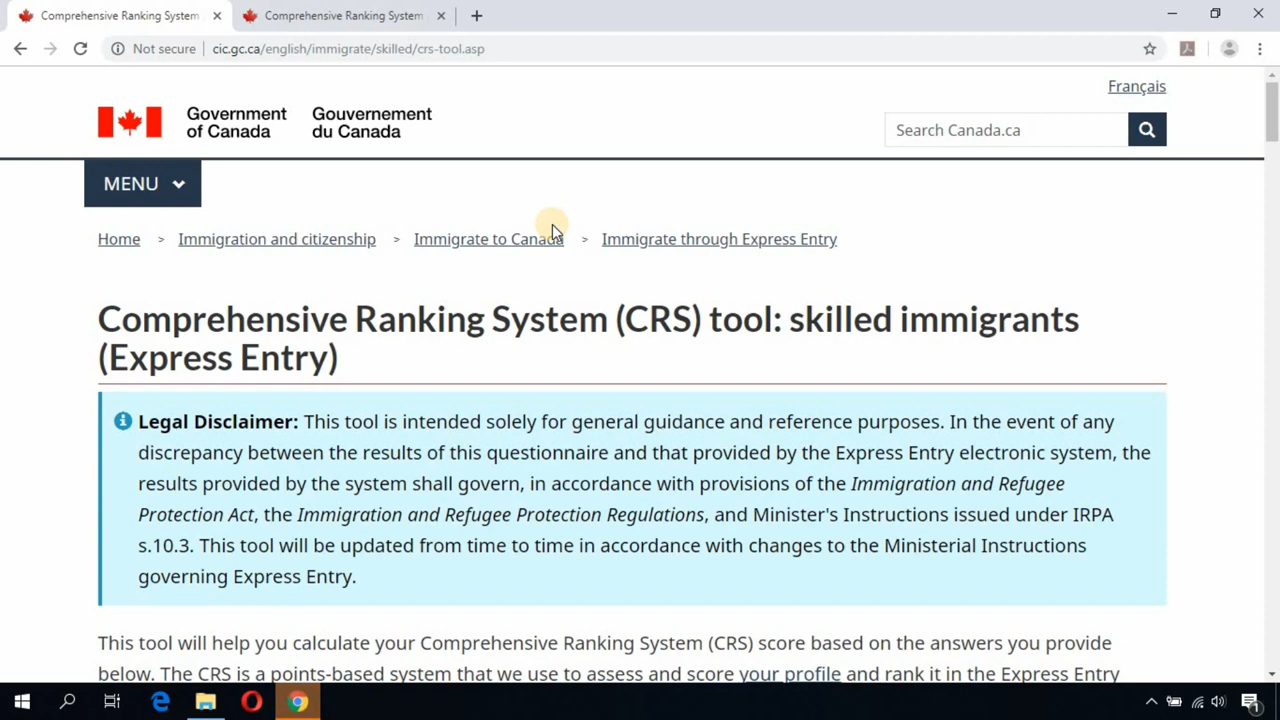 Comprehensive Ranking System
Comprehensive Ranking System
Not secure
cic.gc.ca/english/immigrate/skilled/crs-tool.asp
Français
Government of Canada
Gouvernement du Canada
Search Canada.ca
MENU
Home > Immigration and citizenship > Immigrate to Canada > Immigrate through Express Entry
Comprehensive Ranking System (CRS) tool: skilled immigrants
(Express Entry)
Legal Disclaimer: This tool is intended solely for general guidance and reference purposes. In the event of any
discrepancy between the results of this questionnaire and that provided by the Express Entry electronic system, the
results provided by the system shall govern, in accordance with provisions of the Immigration and Refugee
Protection Act, the Immigration and Refugee Protection Regulations, and Minister's Instructions issued under IRPA
s.10.3. This tool will be updated from time to time in accordance with changes to the Ministerial Instructions
governing Express Entry.
This tool will help you calculate your Comprehensive Ranking System (CRS) score based on the answers you provide
below. The CRS is a points-based system that we use to assess and score your profile and rank it in the Express Entry
1